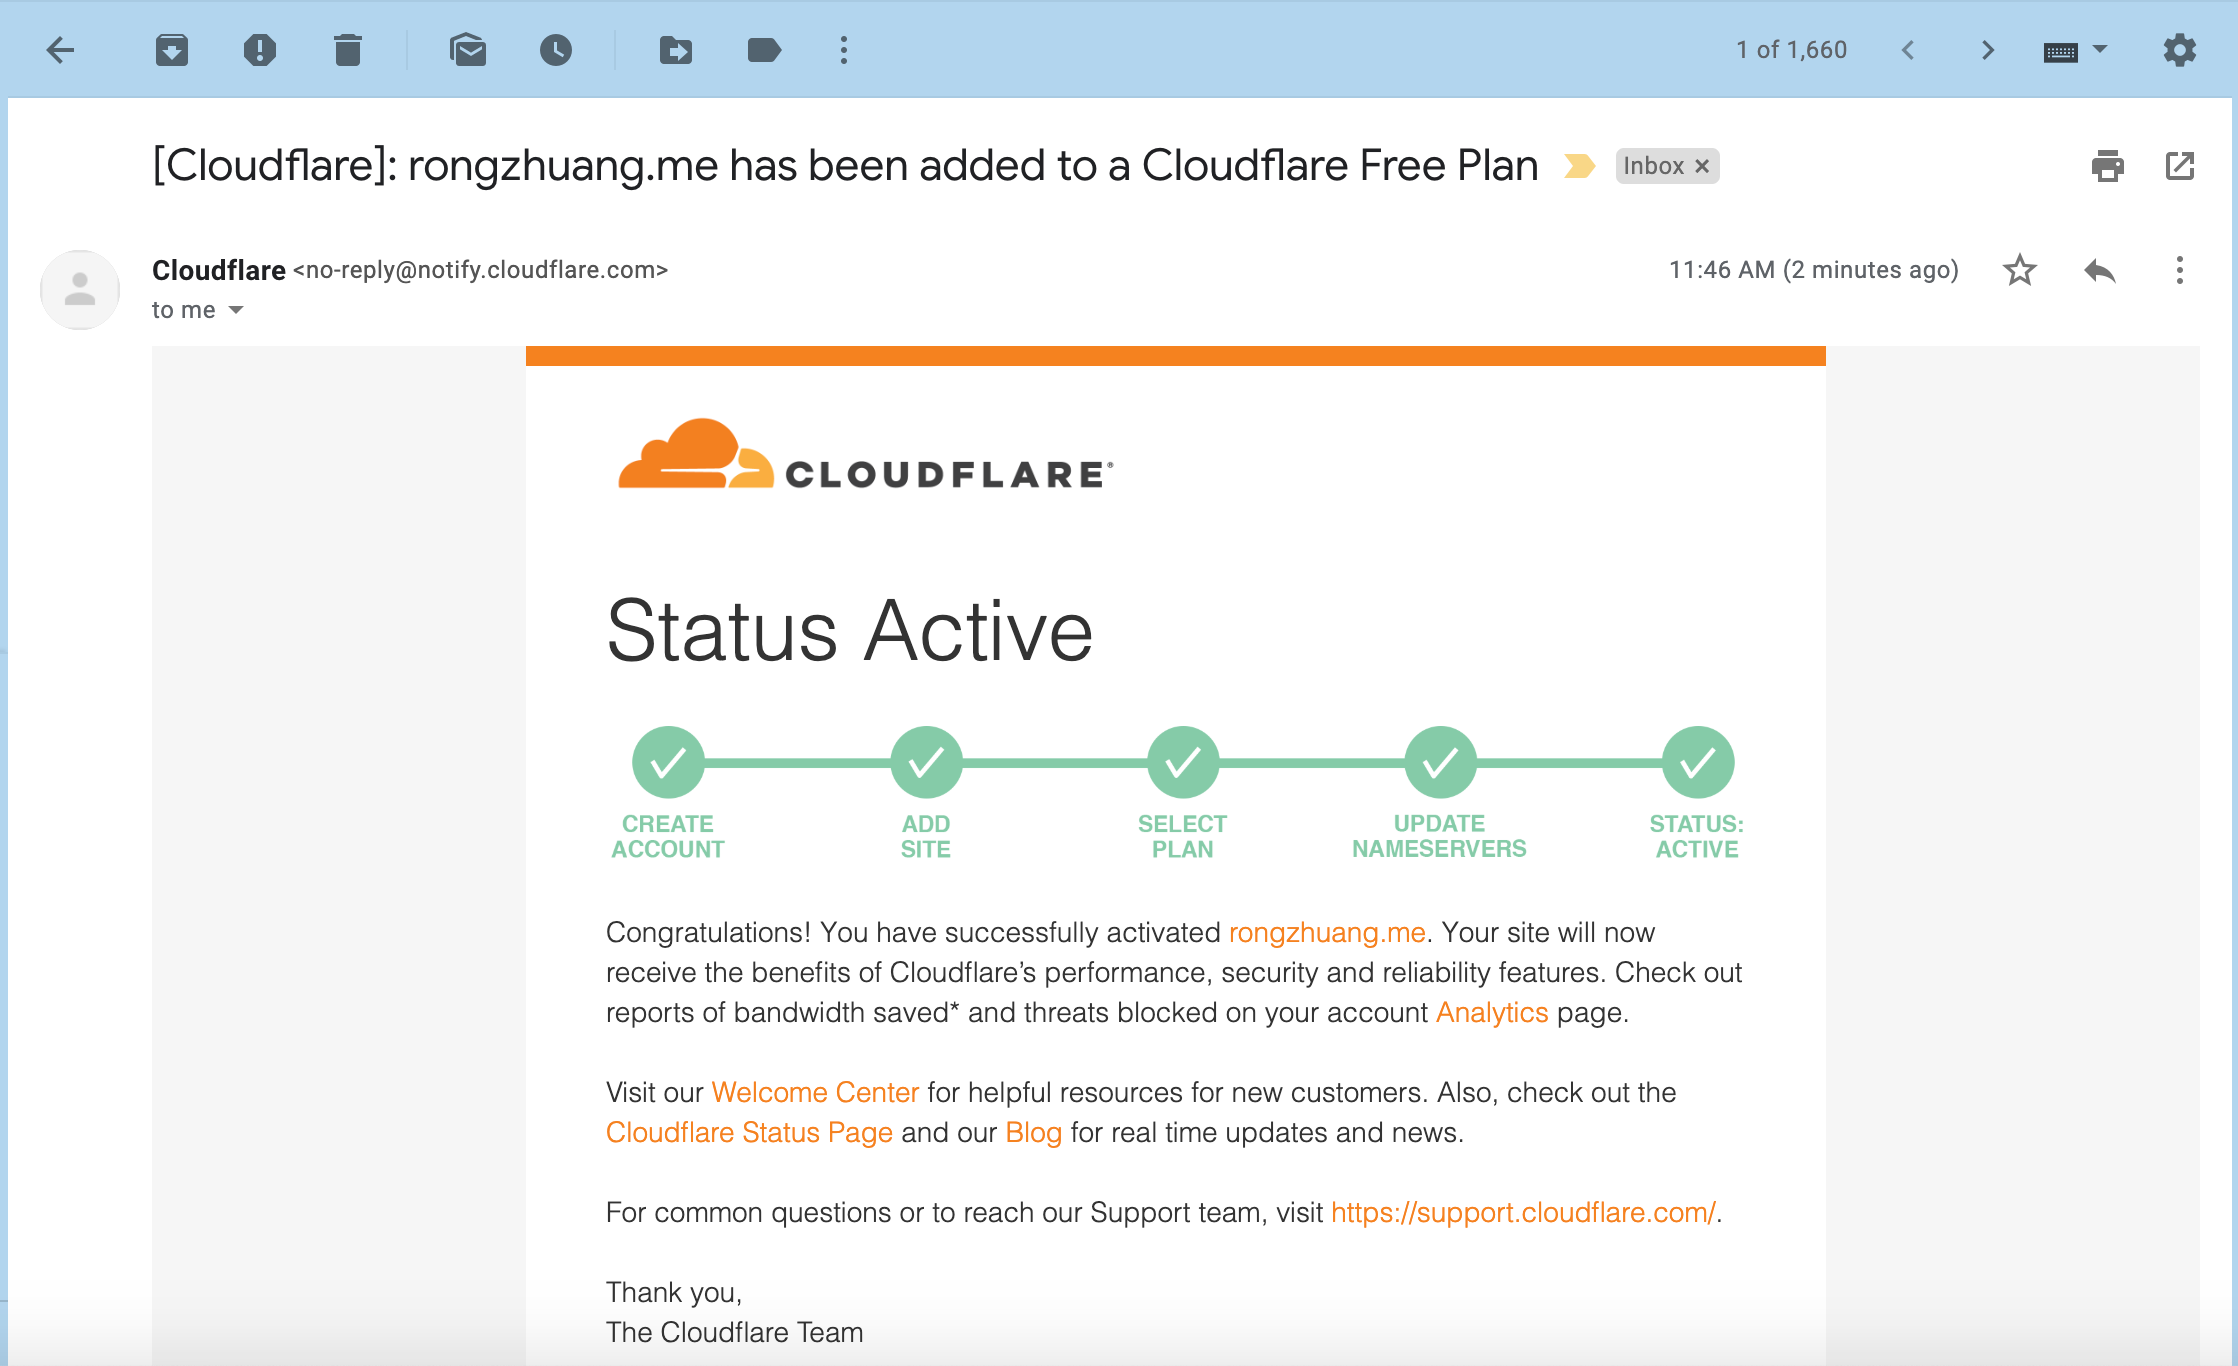 1 of 1,660
[Cloudflare]: rongzhuang.me has been added to a Cloudflare Free Plan
Inbox ×
Cloudflare <no-reply@notify.cloudflare.com>
11:46 AM (2 minutes ago)
to me
CLOUDFLARE®
Status Active
CREATE ACCOUNT
ADD SITE
SELECT PLAN
UPDATE NAMESERVERS
STATUS: ACTIVE
Congratulations! You have successfully activated rongzhuang.me. Your site will now
receive the benefits of Cloudflare’s performance, security and reliability features. Check out
reports of bandwidth saved* and threats blocked on your account Analytics page.
Visit our Welcome Center for helpful resources for new customers. Also, check out the
Cloudflare Status Page and our Blog for real time updates and news.
For common questions or to reach our Support team, visit https://support.cloudflare.com/.
Thank you,
The Cloudflare Team